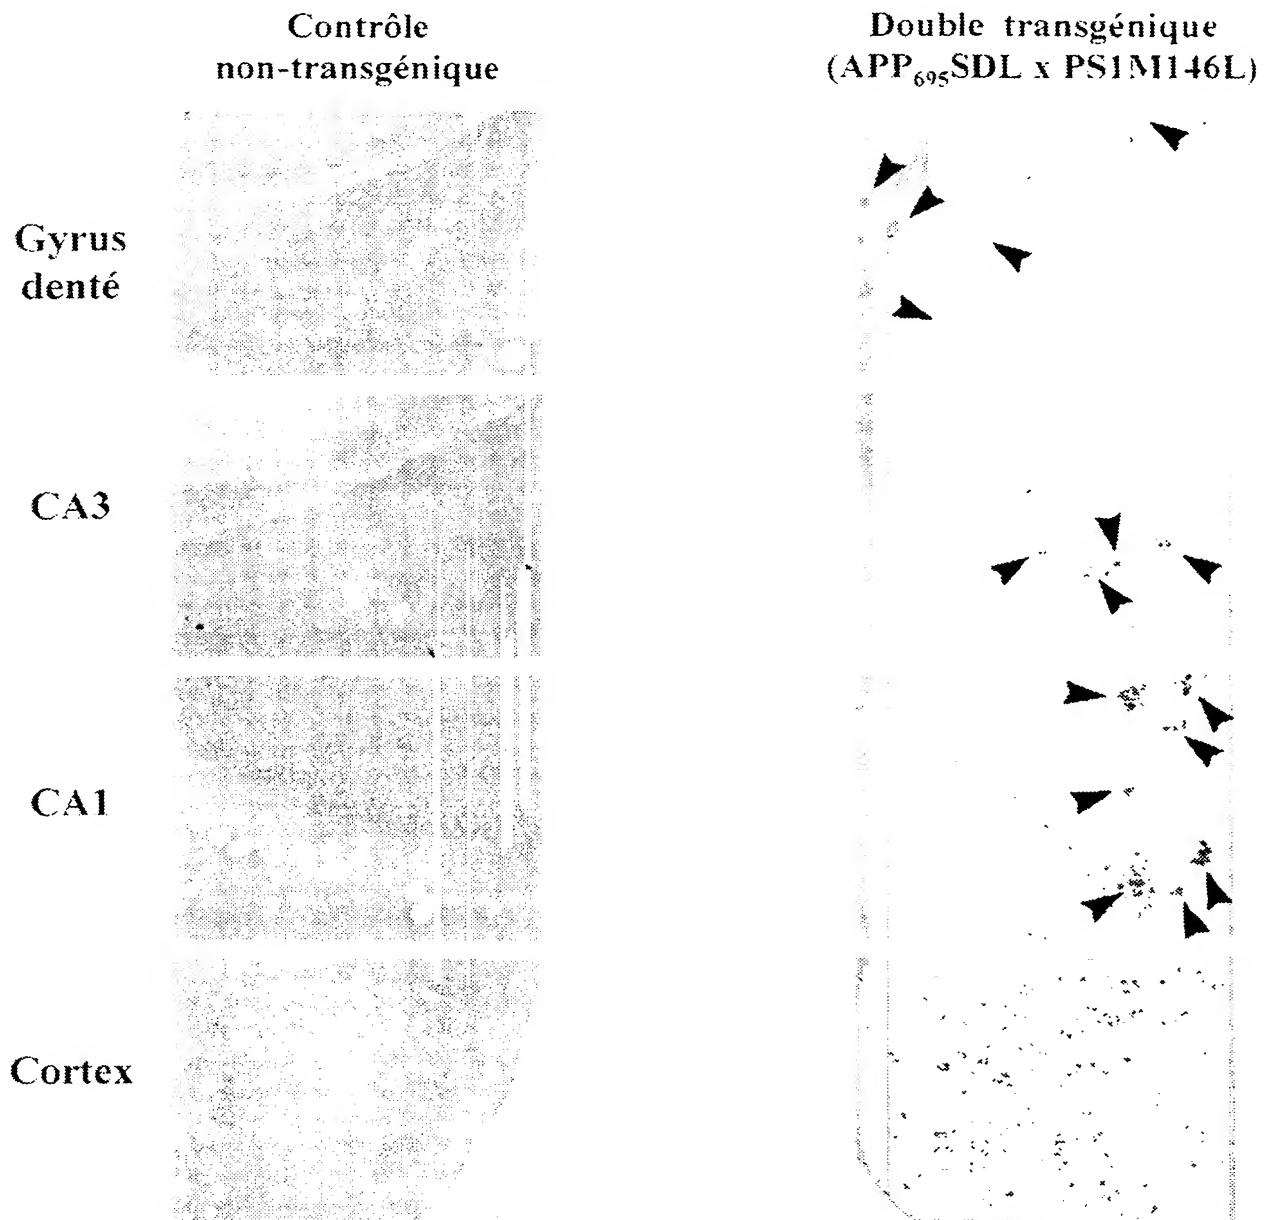 Contrôle
non-transgénique
Double transgénique
(APP₆₉₅SDL x PS1M146L)
Gyrus
denté
CA3
CA1
Cortex